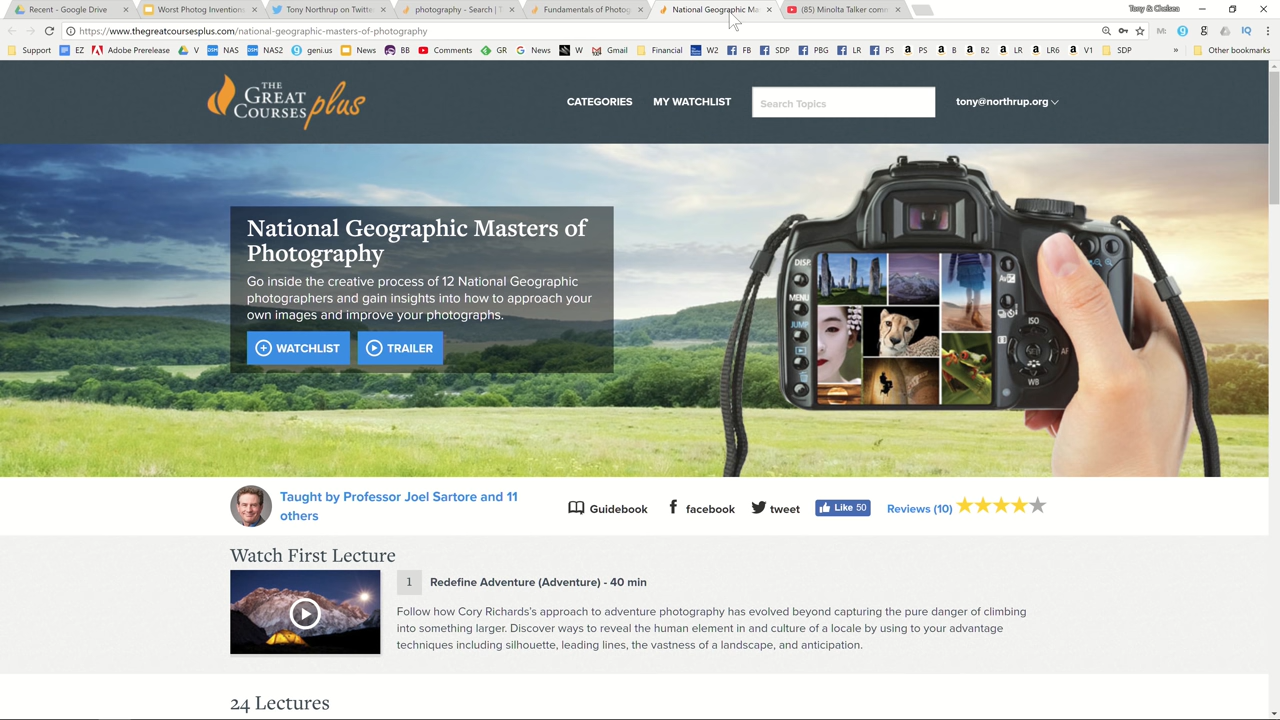 Recent - Google Drive
Worst Photog Invention
Tony Northrup on Twitte
photography - Search | T
Fundamentals of Photog
National Geographic Ma
(85) Minolta Talker com
Tony & Chelsea
https://www.thegreatcoursesplus.com/national-geographic-masters-of-photography
Support EZ Adobe Prerelease V NAS NAS2 geni.us News BB Comments GR News W Gmail Financial W2 FB SDP PBG LR PS PS S S B2 LR LR6 V1 SDP » Other bookmarks
THE GREAT COURSES plus
CATEGORIES
MY WATCHLIST
Search Topics
tony@northrup.org
National Geographic Masters of
Photography
Go inside the creative process of 12 National Geographic
photographers and gain insights into how to approach your
own images and improve your photographs.
WATCHLIST
TRAILER
DISP.
MENU
JUMP
Av
ISO
AF
WB
Taught by Professor Joel Sartore and 11
others
Guidebook
facebook
tweet
Like 50
Reviews (10)
Watch First Lecture
1 Redefine Adventure (Adventure) - 40 min
Follow how Cory Richards's approach to adventure photography has evolved beyond capturing the pure danger of climbing
into something larger. Discover ways to reveal the human element in and culture of a locale by using to your advantage
techniques including silhouette, leading lines, the vastness of a landscape, and anticipation.
24 Lectures